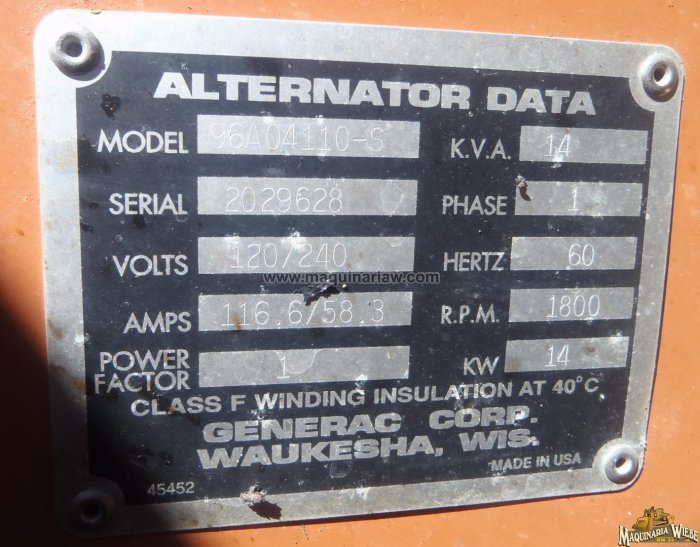 ALTERNATOR DATA
MODEL 96A04110-S K.V.A. 14
SERIAL 2029628 PHASE 1
VOLTS 120/240 HERTZ 60
www.maquinariaw.com
AMPS 116.6/58.3 R.P.M. 1800
POWER FACTOR 1 KW 14
CLASS F WINDING INSULATION AT 40°C
GENERAC CORP.
WAUKESHA, WIS.
45452 MADE IN USA
MAQUINARIA WIEBE